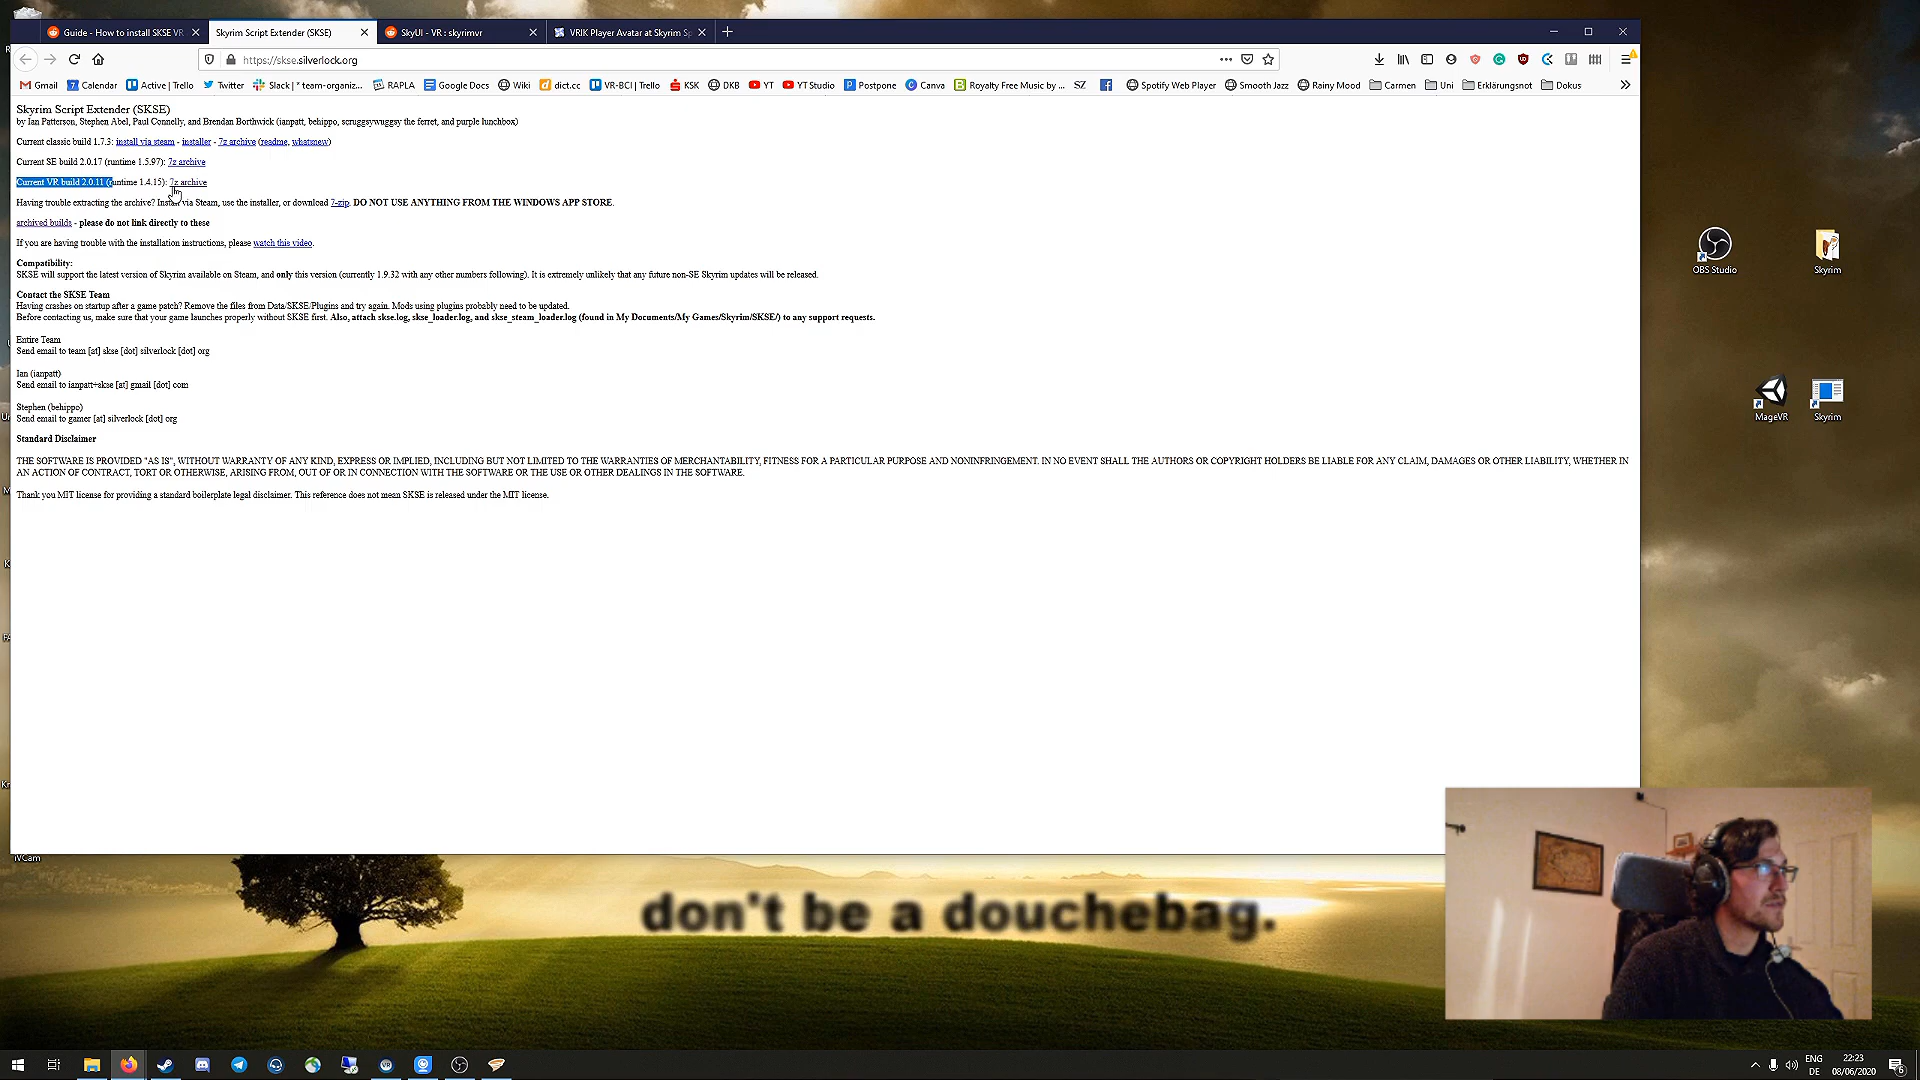 Guide - How to install SKSE VR
Skyrim Script Extender (SKSE)
SkyUI - VR : skyrimvr
VRIK Player Avatar at Skyrim Sp
https://skse.silverlock.org
Gmail
Calendar
Active | Trello
Twitter
Slack | * team-organiz...
RAPLA
Google Docs
Wiki
dict.cc
VR-BCI | Trello
KSK
DKB
YT
YT Studio
Postpone
Canva
Royalty Free Music by ...
SZ
Spotify Web Player
Smooth Jazz
Rainy Mood
Carmen
Uni
Erklärungsnot
Dokus
Skyrim Script Extender (SKSE)
by Ian Patterson, Stephen Abel, Paul Connelly, and Brendan Borthwick (ianpatt, behippo, scruggsywuggsy the ferret, and purple lunchbox)
Current classic build 1.7.3: install via steam - installer - 7z archive (readme, whatsnew)
Current SE build 2.0.17 (runtime 1.5.97): 7z archive
Current VR build 2.0.11 (runtime 1.4.15): 7z archive
Having trouble extracting the archive? Install via Steam, use the installer, or download 7-zip. DO NOT USE ANYTHING FROM THE WINDOWS APP STORE.
archived builds - please do not link directly to these
If you are having trouble with the installation instructions, please watch this video.
Compatibility:
SKSE will support the latest version of Skyrim available on Steam, and only this version (currently 1.9.32 with any other numbers following). It is extremely unlikely that any future non-SE Skyrim updates will be released.
Contact the SKSE Team
Having crashes on startup after a game patch? Remove the files from Data/SKSE/Plugins and try again. Mods using plugins probably need to be updated.
Before contacting us, make sure that your game launches properly without SKSE first. Also, attach skse.log, skse_loader.log, and skse_steam_loader.log (found in My Documents/My Games/Skyrim/SKSE/) to any support requests.
Entire Team
Send email to team [at] skse [dot] silverlock [dot] org
Ian (ianpatt)
Send email to ianpatt+skse [at] gmail [dot] com
Stephen (behippo)
Send email to gamer [at] silverlock [dot] org
Standard Disclaimer
THE SOFTWARE IS PROVIDED "AS IS", WITHOUT WARRANTY OF ANY KIND, EXPRESS OR IMPLIED, INCLUDING BUT NOT LIMITED TO THE WARRANTIES OF MERCHANTABILITY, FITNESS FOR A PARTICULAR PURPOSE AND NONINFRINGEMENT. IN NO EVENT SHALL THE AUTHORS OR COPYRIGHT HOLDERS BE LIABLE FOR ANY CLAIM, DAMAGES OR OTHER LIABILITY, WHETHER IN
AN ACTION OF CONTRACT, TORT OR OTHERWISE, ARISING FROM, OUT OF OR IN CONNECTION WITH THE SOFTWARE OR THE USE OR OTHER DEALINGS IN THE SOFTWARE.
Thank you MIT license for providing a standard boilerplate legal disclaimer. This reference does not mean SKSE is released under the MIT license.
OBS Studio
Skyrim
MageVR
Skyrim
iVCam
don't be a douchebag.
ENG
DE
22:23
08/06/2020